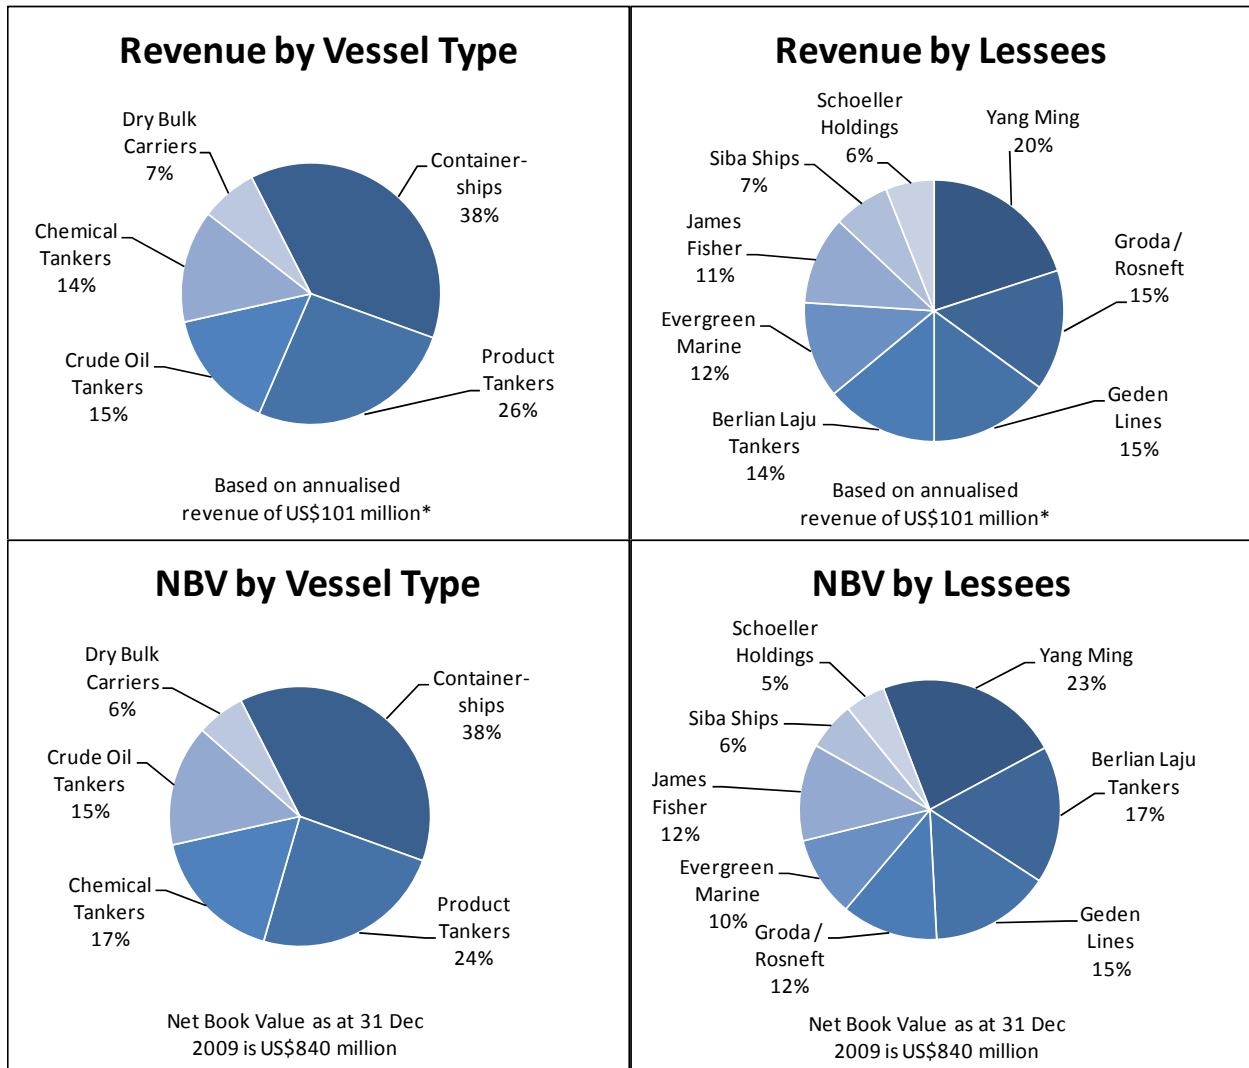 Revenue by Vessel Type
Dry Bulk
Carriers
7%
Container-
ships
38%
Chemical
Tankers
14%
Crude Oil
Tankers
15%
Product
Tankers
26%
Based on annualised
revenue of US$101 million*
Revenue by Lessees
Schoeller
Holdings
6%
Yang Ming
20%
Siba Ships
7%
James
Fisher
11%
Groda /
Rosneft
15%
Evergreen
Marine
12%
Geden
Lines
15%
Berlian Laju
Tankers
14%
Based on annualised
revenue of US$101 million*
NBV by Vessel Type
Dry Bulk
Carriers
6%
Container-
ships
38%
Crude Oil
Tankers
15%
Chemical
Tankers
17%
Product
Tankers
24%
Net Book Value as at 31 Dec
2009 is US$840 million
NBV by Lessees
Schoeller
Holdings
5%
Yang Ming
23%
Siba Ships
6%
Berlian Laju
Tankers
17%
James
Fisher
12%
Evergreen
Marine
10%
Geden
Lines
15%
Groda /
Rosneft
12%
Net Book Value as at 31 Dec
2009 is US$840 million